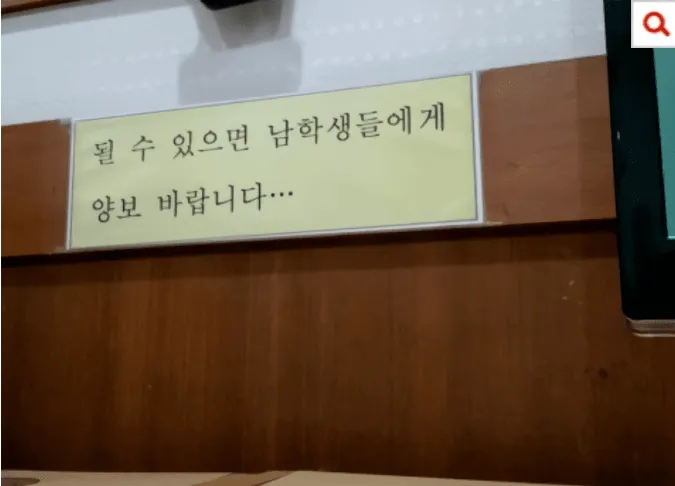 될 수 있으면 남학생들에게
양보 바랍니다…